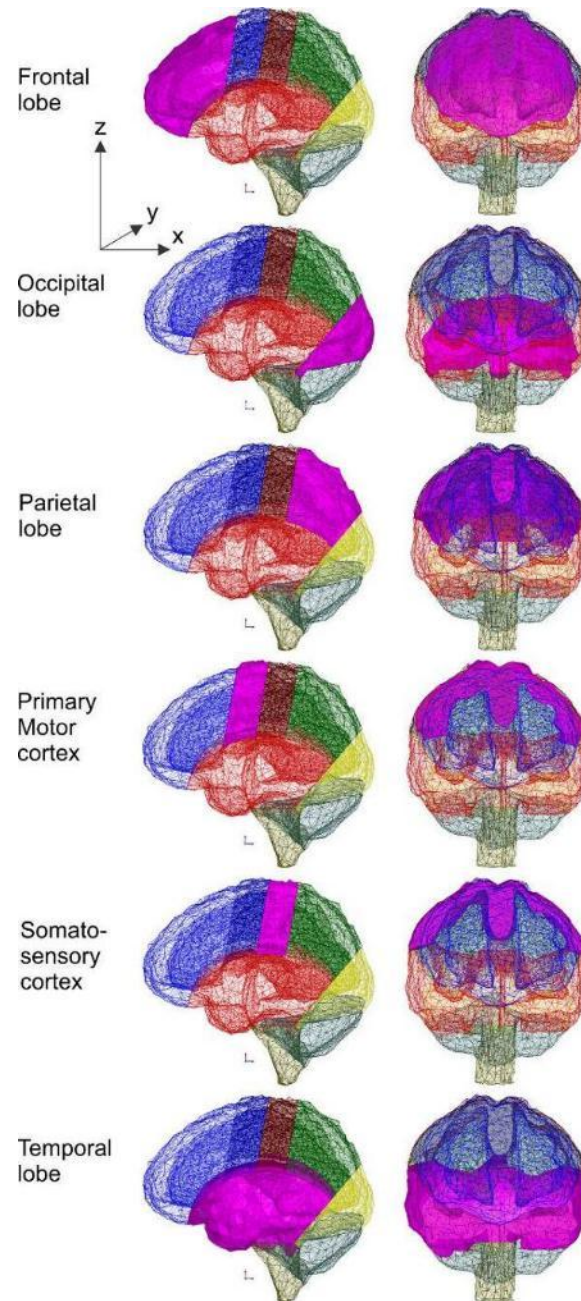 Frontal
lobe
z
y
x
Occipital
lobe
Parietal
lobe
Primary
Motor
cortex
Somato-
sensory
cortex
Temporal
lobe